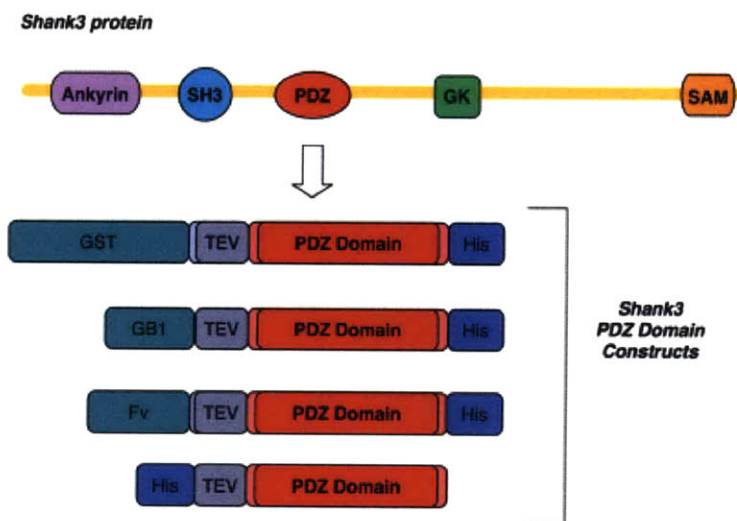 Shank3 protein
Ankyrin SH3 PDZ GK SAM
GST TEV PDZ Domain His
GB1 TEV PDZ Domain His
Fv TEV PDZ Domain His
His TEV PDZ Domain
Shank3
PDZ Domain
Constructs